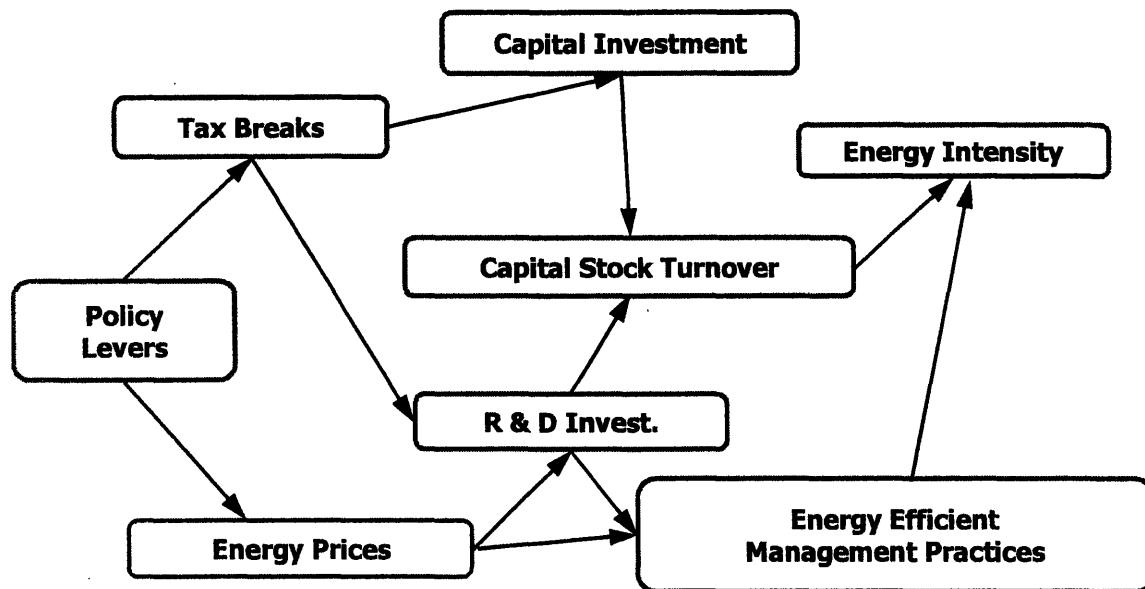 Capital Investment
Tax Breaks
Energy Intensity
Capital Stock Turnover
Policy
Levers
R & D Invest.
Energy Prices
Energy Efficient
Management Practices